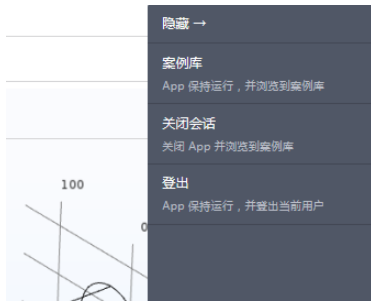 隐藏 →
案例库
App 保持运行，并浏览到案例库
关闭会话
关闭 App 并浏览到案例库
登出
App 保持运行，并登出当前用户
100
0